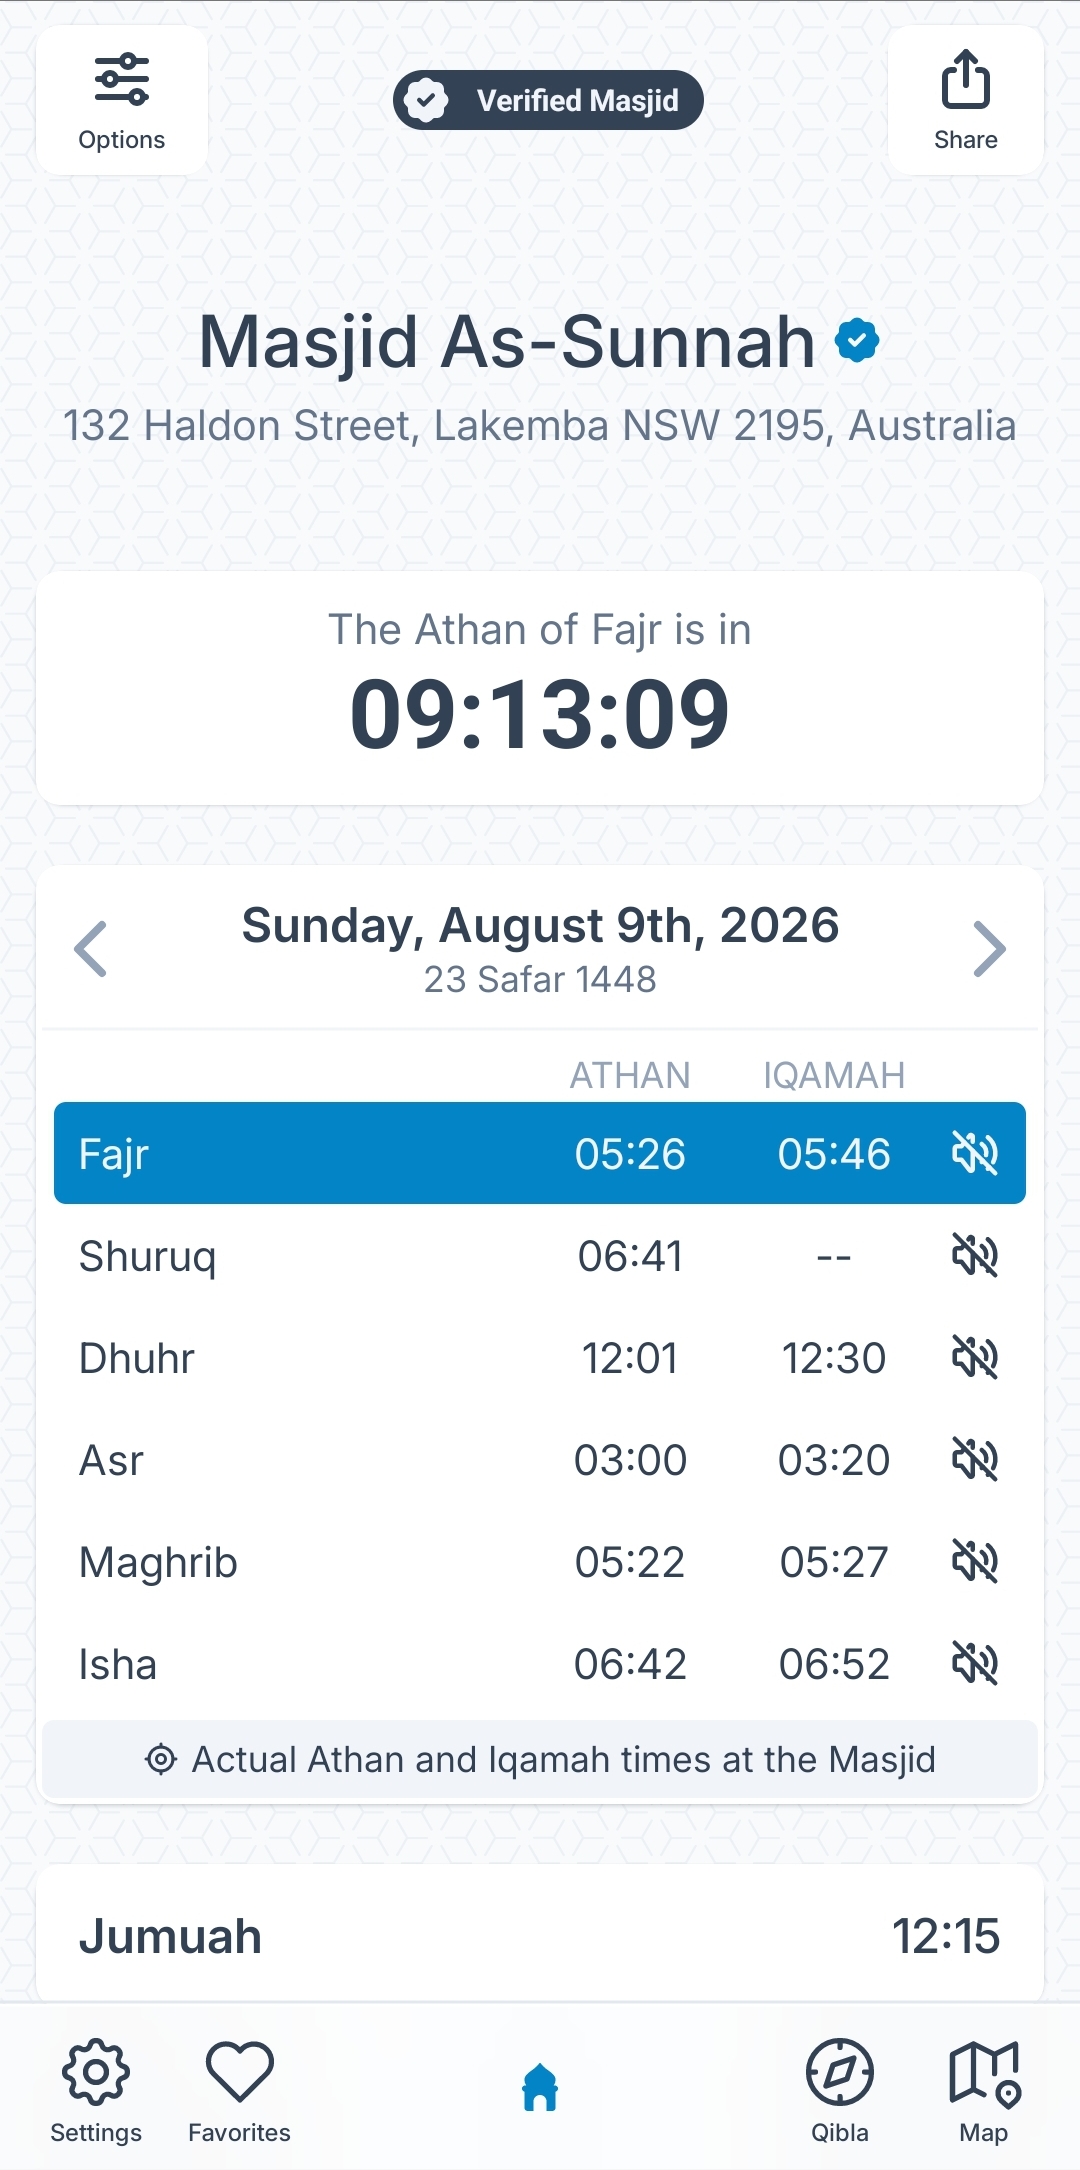 Options
Verified Masjid
Share
Masjid As-Sunnah
132 Haldon Street, Lakemba NSW 2195, Australia
The Athan of Fajr is in
09:13:09
Sunday, August 9th, 2026
23 Safar 1448
ATHAN IQAMAH
Fajr 05:26 05:46
Shuruq 06:41 --
Dhuhr 12:01 12:30
Asr 03:00 03:20
Maghrib 05:22 05:27
Isha 06:42 06:52
Actual Athan and Iqamah times at the Masjid
Jumuah 12:15
Settings Favorites Qibla Map